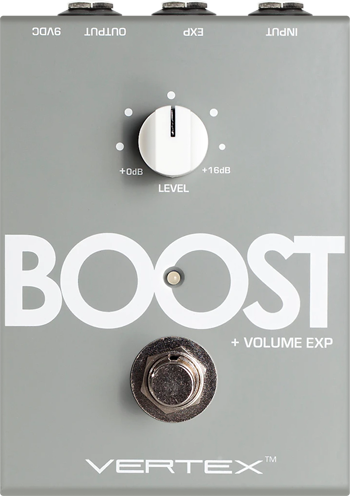 9VDC OUTPUT EXP INPUT
+0dB +16dB
LEVEL
BOOST
+ VOLUME EXP
VERTEX™